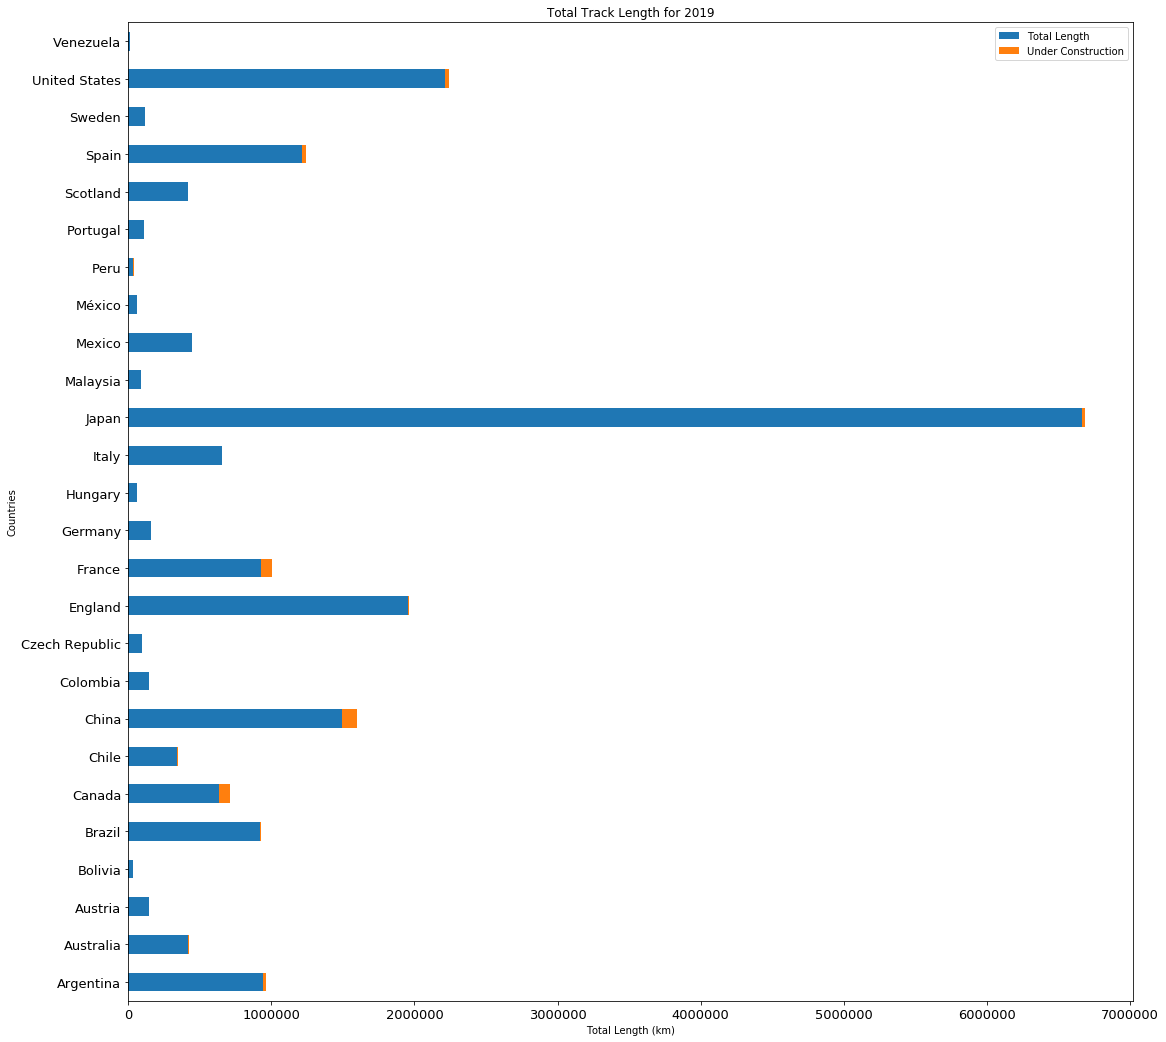 Total Track Length for 2019
Total Length
Under Construction
Venezuela
United States
Sweden
Spain
Scotland
Portugal
Peru
México
Mexico
Malaysia
Japan
Italy
Hungary
Germany
France
England
Czech Republic
Colombia
China
Chile
Canada
Brazil
Bolivia
Austria
Australia
Argentina
Countries
0 1000000 2000000 3000000 4000000 5000000 6000000 7000000
Total Length (km)